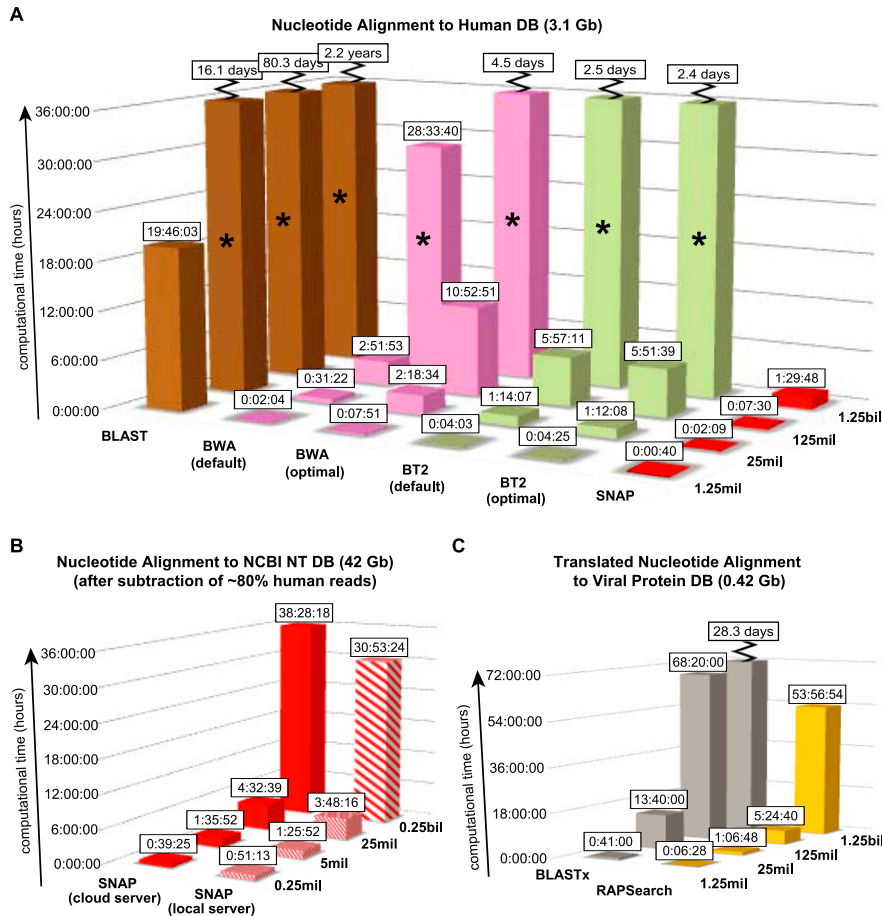 A
Nucleotide Alignment to Human DB (3.1 Gb)
16.1 days
80.3 days
2.2 years
4.5 days
2.5 days
2.4 days
36:00:00
30:00:00
24:00:00
18:00:00
12:00:00
6:00:00
0:00:00
computational time (hours)
19:46:03
28:33:40
10:52:51
*
*
*
*
*
*
*
2:51:53
5:57:11
5:51:39
0:31:22
2:18:34
1:14:07
1:12:08
1:29:48
0:02:04
0:07:51
0:04:03
0:04:25
0:00:40
0:02:09
0:07:30
BLAST
BWA
(default)
BWA
(optimal)
BT2
(default)
BT2
(optimal)
SNAP
1.25mil
25mil
125mil
1.25bil
B
Nucleotide Alignment to NCBI NT DB (42 Gb)
(after subtraction of ~80% human reads)
38:28:18
30:53:24
36:00:00
30:00:00
24:00:00
18:00:00
12:00:00
6:00:00
0:00:00
computational time (hours)
4:32:39
3:48:16
1:35:52
1:25:52
0:39:25
0:51:13
SNAP
(cloud server)
SNAP
(local server)
0.25mil
5mil
25mil
0.25bil
C
Translated Nucleotide Alignment
to Viral Protein DB (0.42 Gb)
28.3 days
68:20:00
53:56:54
72:00:00
54:00:00
36:00:00
18:00:00
0:00:00
computational time (hours)
13:40:00
5:24:40
0:41:00
1:06:48
0:06:28
BLASTx
RAPSearch
1.25mil
25mil
125mil
1.25bil